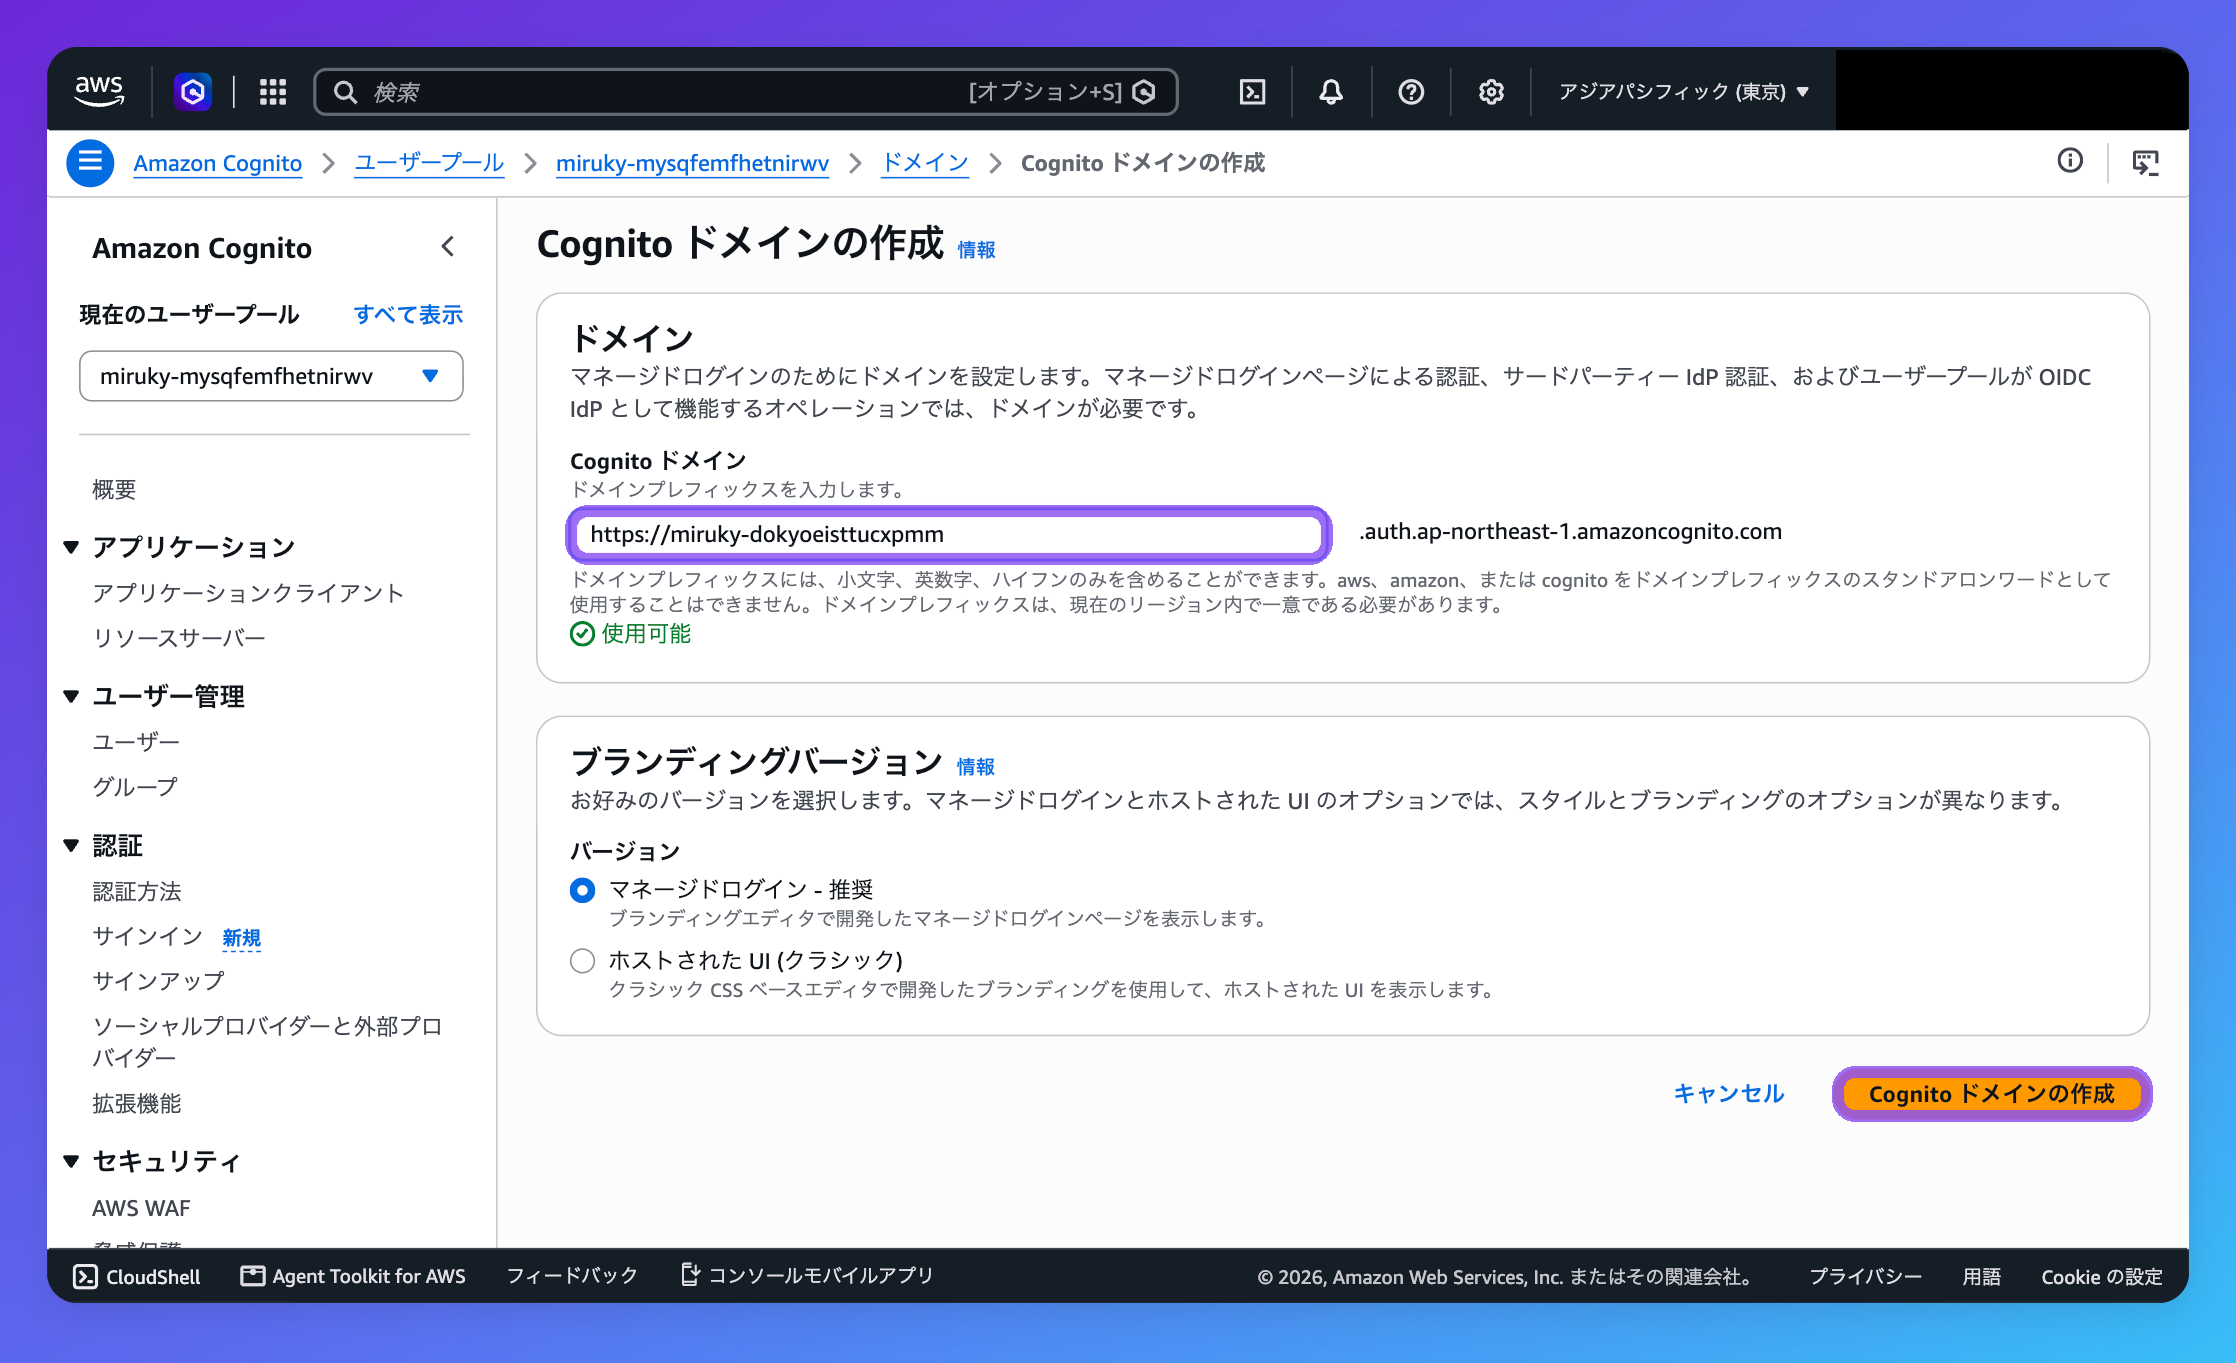 aws
検索 [オプション+S]
アジアパシフィック (東京) ▼
Amazon Cognito > ユーザープール > miruky-mysqfemfhetnirwv > ドメイン > Cognito ドメインの作成
Amazon Cognito
現在のユーザープール すべて表示
miruky-mysqfemfhetnirwv
概要
アプリケーション
アプリケーションクライアント
リソースサーバー
ユーザー管理
ユーザー
グループ
認証
認証方法
サインイン 新規
サインアップ
ソーシャルプロバイダーと外部プロ
バイダー
拡張機能
セキュリティ
AWS WAF
Cognito ドメインの作成 情報
ドメイン
マネージドログインのためにドメインを設定します。マネージドログインページによる認証、サードパーティー IdP 認証、およびユーザープールが OIDC
IdP として機能するオペレーションでは、ドメインが必要です。
Cognito ドメイン
ドメインプレフィックスを入力します。
https://miruky-dokyoeisttucxpmm .auth.ap-northeast-1.amazoncognito.com
ドメインプレフィックスには、小文字、英数字、ハイフンのみを含めることができます。aws、amazon、または cognito をドメインプレフィックスのスタンドアロンワードとして
使用することはできません。ドメインプレフィックスは、現在のリージョン内で一意である必要があります。
使用可能
ブランディングバージョン 情報
お好みのバージョンを選択します。マネージドログインとホストされた UI のオプションでは、スタイルとブランディングのオプションが異なります。
バージョン
マネージドログイン - 推奨
ブランディングエディタで開発したマネージドログインページを表示します。
ホストされた UI (クラシック)
クラシック CSS ベースエディタで開発したブランディングを使用して、ホストされた UI を表示します。
キャンセル Cognito ドメインの作成
CloudShell Agent Toolkit for AWS フィードバック コンソールモバイルアプリ © 2026, Amazon Web Services, Inc. またはその関連会社。 プライバシー 用語 Cookie の設定